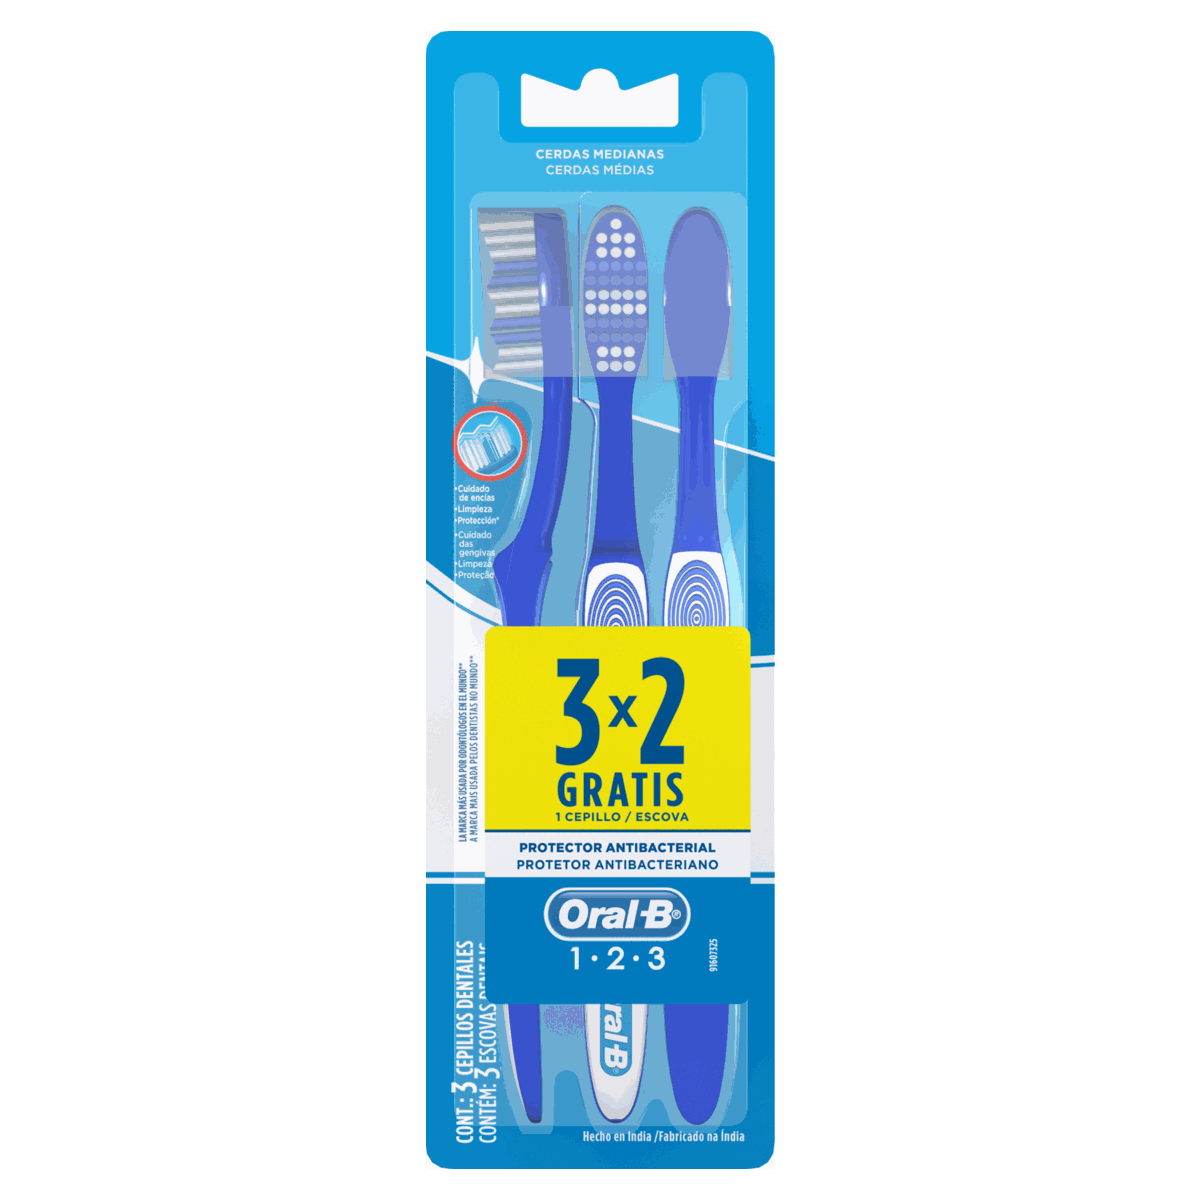 CERDAS MEDIANAS
CERDAS MÉDIAS
•Cuidado
de encías
•Limpieza
•Protección*
•Cuidado
das
gengivas
•Limpeza
•Proteção
LA MARCA MÁS USADA POR ODONTÓLOGOS EN EL MUNDO**
A MARCA MAIS USADA PELOS DENTISTAS NO MUNDO**
3x2
GRATIS
1 CEPILLO / ESCOVA
PROTECTOR ANTIBACTERIAL
PROTETOR ANTIBACTERIANO
Oral-B®
1·2·3
91607325
CONT.: 3 CEPILLOS DENTALES
CONTÉM: 3 ESCOVAS DENTAIS
ral-B
Hecho en India /Fabricado na Índia